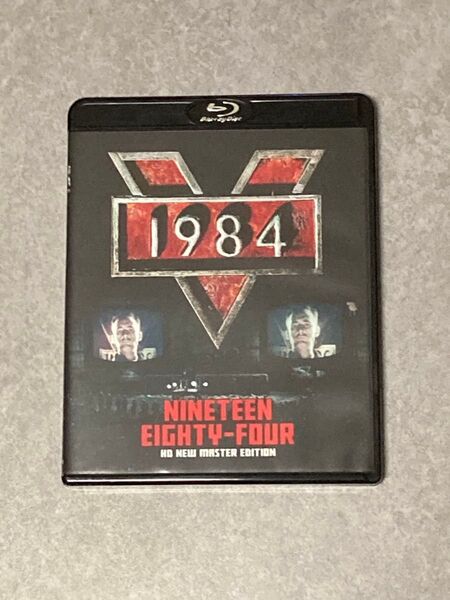 Blu-ray Disc
1984
NINETEEN
EIGHTY-FOUR
HD NEW MASTER EDITION